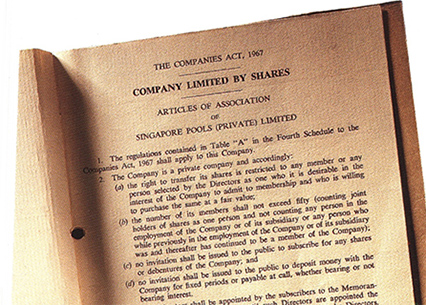 THE COMPANIES ACT, 1967
COMPANY LIMITED BY SHARES
ARTICLES OF ASSOCIATION
OF
SINGAPORE POOLS (PRIVATE) LIMITED
1. The regulations contained in Table "A" in the Fourth Schedule to the
Companies Act, 1967 shall apply to this Company.
2. The Company is a private company and accordingly:
(a) the right to transfer its shares is restricted to any member or any
person selected by the Directors as one who it is desirable in the
interest of the Company to admit to membership and who is willing
to purchase the same at a fair value;
(b) the number of its members shall not exceed fifty (counting joint
holders of shares as one person and not counting any person in the
employment of the Company or of its subsidiary or any person who
while previously in the employment of the Company or of its subsidiary
was and thereafter has continued to be a member of the Company);
(c) no invitation shall be issued to the public to subscribe for any shares
or debentures of the Company; and
(d) no invitation shall be issued to the public to deposit money with the
Company for fixed periods or payable at call, whether bearing or not
bearing interest.
shall be appointed by the subscribers to the Memoran-
Directors are appointed the